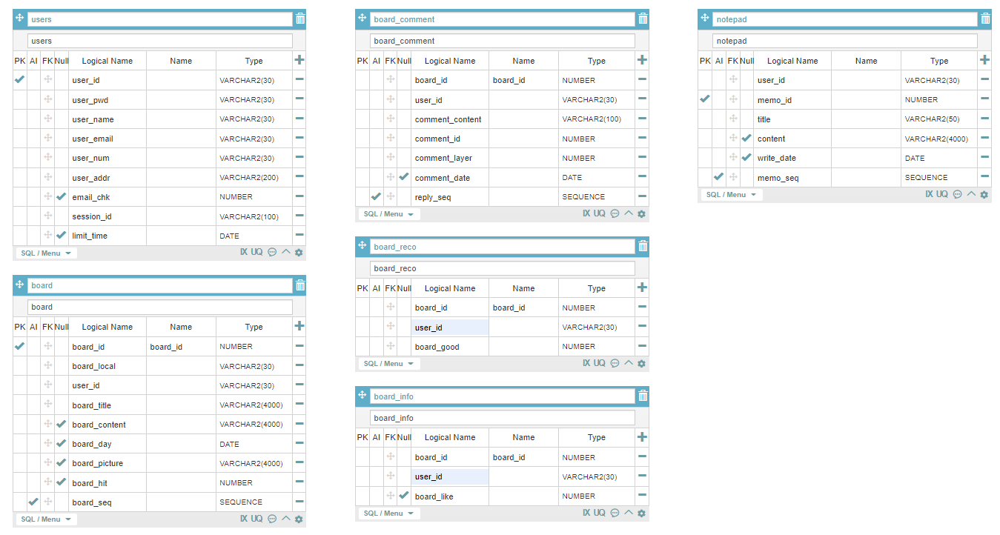 users
users
PK AI FK Null Logical Name Name Type
user_id VARCHAR2(30)
user_pwd VARCHAR2(30)
user_name VARCHAR2(30)
user_email VARCHAR2(30)
user_num VARCHAR2(30)
user_addr VARCHAR2(200)
email_chk NUMBER
session_id VARCHAR2(100)
limit_time DATE
SQL / Menu IX UQ
board
board
PK AI FK Null Logical Name Name Type
board_id board_id NUMBER
board_local VARCHAR2(30)
user_id VARCHAR2(30)
board_title VARCHAR2(4000)
board_content VARCHAR2(4000)
board_day DATE
board_picture VARCHAR2(4000)
board_hit NUMBER
board_seq SEQUENCE
SQL / Menu IX UQ
board_comment
board_comment
PK AI FK Null Logical Name Name Type
board_id board_id NUMBER
user_id VARCHAR2(30)
comment_content VARCHAR2(100)
comment_id NUMBER
comment_layer NUMBER
comment_date DATE
reply_seq SEQUENCE
SQL / Menu IX UQ
board_reco
board_reco
PK AI FK Null Logical Name Name Type
board_id board_id NUMBER
user_id VARCHAR2(30)
board_good NUMBER
SQL / Menu IX UQ
board_info
board_info
PK AI FK Null Logical Name Name Type
board_id board_id NUMBER
user_id VARCHAR2(30)
board_like NUMBER
SQL / Menu IX UQ
notepad
notepad
PK AI FK Null Logical Name Name Type
user_id VARCHAR2(30)
memo_id NUMBER
title VARCHAR2(50)
content VARCHAR2(4000)
write_date DATE
memo_seq SEQUENCE
SQL / Menu IX UQ